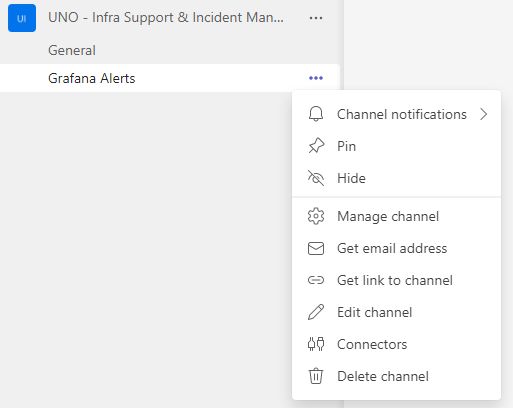 UI UNO - Infra Support & Incident Man... ...
General
Grafana Alerts ...
Channel notifications
Pin
Hide
Manage channel
Get email address
Get link to channel
Edit channel
Connectors
Delete channel